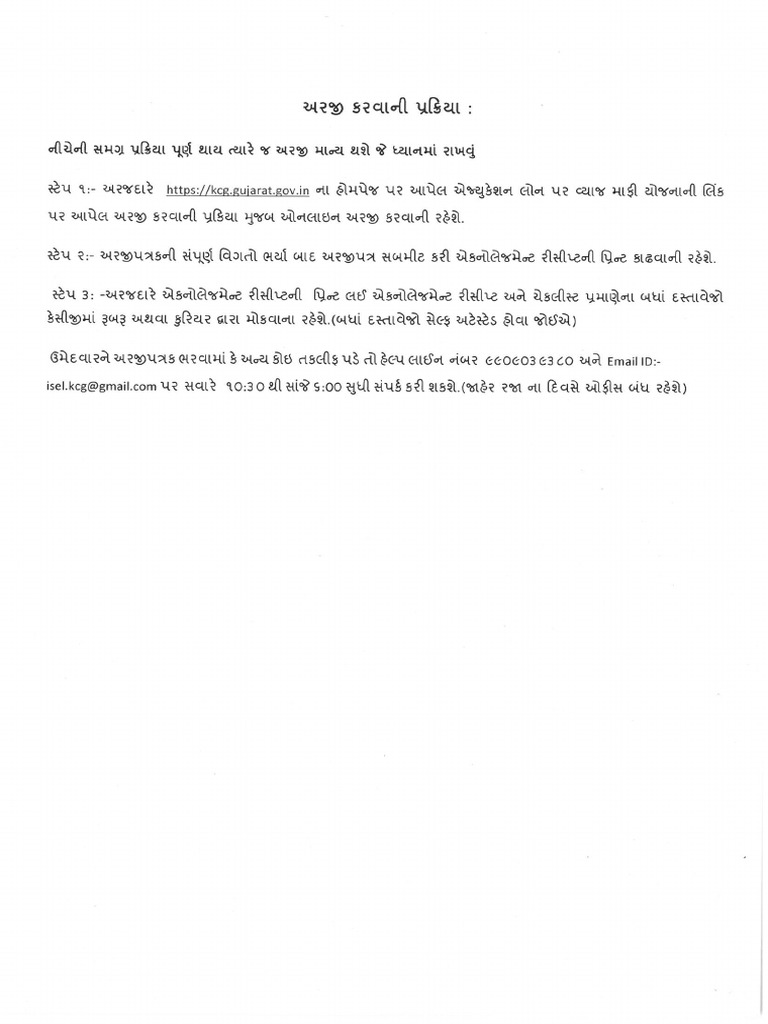 અરજી કરવાની પ્રક્રિયા :
નીચેની સમગ્ર પ્રક્રિયા પૂર્ણ થાય ત્યારે જ અરજી માન્ય થશે જે ધ્યાનમાં રાખવું
સ્ટેપ ૧:- અરજદારે https://kcg.gujarat.gov.in ના હોમપેજ પર આપેલ એજ્યુકેશન લોન પર વ્યાજ માફી યોજનાની લિંક
પર આપેલ અરજી કરવાની પ્રકિયા મુજબ ઓનલાઇન અરજી કરવાની રહેશે.
સ્ટેપ ૨:- અરજીપત્રકની સંપૂર્ણ વિગતો ભર્યા બાદ અરજીપત્ર સબમીટ કરી એકનોલેજમેન્ટ રીસીપ્ટની પ્રિન્ટ કાઢવાની રહેશે.
સ્ટેપ ૩: -અરજદારે એકનોલેજમેન્ટ રીસીપ્ટની પ્રિન્ટ લઈ એકનોલેજમેન્ટ રીસીપ્ટ અને ચેકલીસ્ટ પ્રમાણેના બધાં દસ્તાવેજો
કેસીજીમાં રૂબરૂ અથવા કુરિયર દ્વારા મોકવાના રહેશે.(બધાં દસ્તાવેજો સેલ્ફ અટેસ્ટેડ હોવા જોઈએ)
ઉમેદવારને અરજીપત્રક ભરવામાં કે અન્ય કોઇ તકલીફ પડે તો હેલ્પ લાઈન નંબર ૯૯૦૯૦૩૯૩૮૦ અને Email ID:-
isel.kcg@gmail.com પર સવારે ૧૦:૩૦ થી સાંજે ૬:00 સુધી સંપર્ક કરી શકશે.(જાહેર રજા ના દિવસે ઓફીસ બંધ રહેશે)